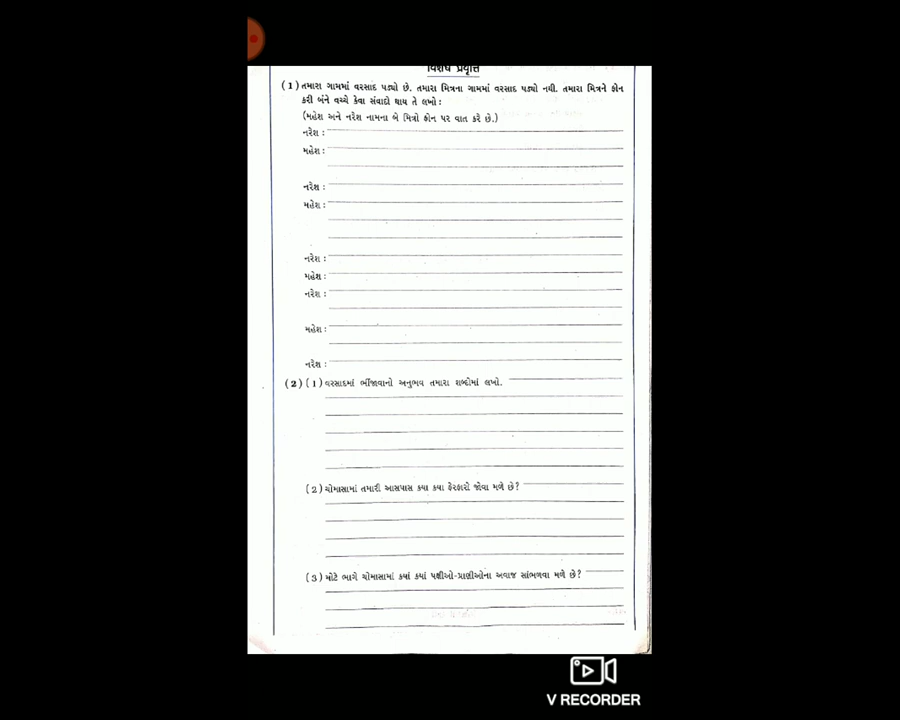 વિશેષ પ્રવૃત્તિ
(1) તમારા ગામમાં વરસાદ પડ્યો છે. તમારા મિત્રના ગામમાં વરસાદ પડ્યો નથી. તમારા મિત્રને ફોન
કરી બંને વચ્ચે કેવા સંવાદો થાય તે લખો :
(મહેશ અને નરેશ નામના બે મિત્રો ફોન પર વાત કરે છે.)
નરેશ :
મહેશ :
નરેશ :
મહેશ :
નરેશ :
મહેશ :
નરેશ :
મહેશ :
નરેશ :
(2) (1) વરસાદમાં ભીંજાવાનો અનુભવ તમારા શબ્દોમાં લખો.
(2) ચોમાસામાં તમારી આસપાસ કયા કયા ફેરફારો જોવા મળે છે?
(3) મોટે ભાગે ચોમાસામાં કયાં કયાં પક્ષીઓ-પ્રાણીઓના અવાજ સાંભળવા મળે છે?
V RECORDER